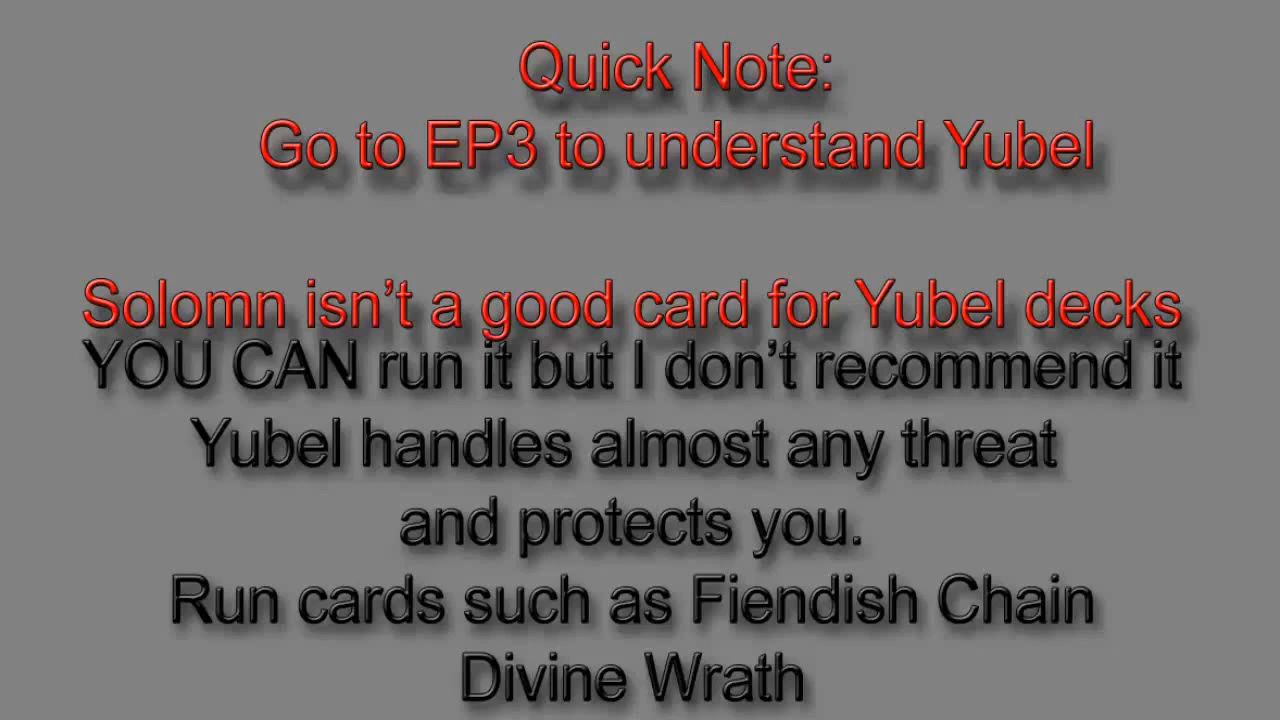 Quick Note:
Go to EP3 to understand Yubel
Solomn isn’t a good card for Yubel decks
YOU CAN run it but I don’t recommend it
Yubel handles almost any threat
and protects you.
Run cards such as Fiendish Chain
Divine Wrath